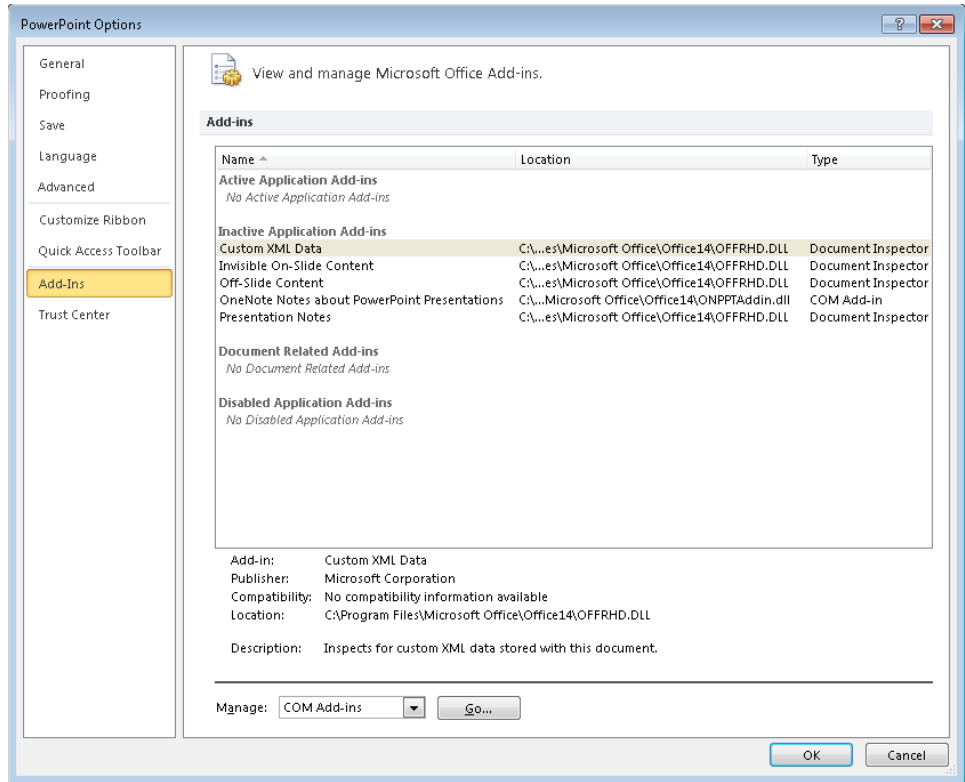 PowerPoint Options
General
Proofing
Save
Language
Advanced
Customize Ribbon
Quick Access Toolbar
Add-Ins
Trust Center
View and manage Microsoft Office Add-ins.
Add-ins
Name Location Type
Active Application Add-ins
No Active Application Add-ins
Inactive Application Add-ins
Custom XML Data C:\...es\Microsoft Office\Office14\OFFRHD.DLL Document Inspector
Invisible On-Slide Content C:\...es\Microsoft Office\Office14\OFFRHD.DLL Document Inspector
Off-Slide Content C:\...es\Microsoft Office\Office14\OFFRHD.DLL Document Inspector
OneNote Notes about PowerPoint Presentations C:\...Microsoft Office\Office14\ONPPTAddin.dll COM Add-in
Presentation Notes C:\...es\Microsoft Office\Office14\OFFRHD.DLL Document Inspector
Document Related Add-ins
No Document Related Add-ins
Disabled Application Add-ins
No Disabled Application Add-ins
Add-in: Custom XML Data
Publisher: Microsoft Corporation
Compatibility: No compatibility information available
Location: C:\Program Files\Microsoft Office\Office14\OFFRHD.DLL
Description: Inspects for custom XML data stored with this document.
Manage: COM Add-ins Go...
OK Cancel